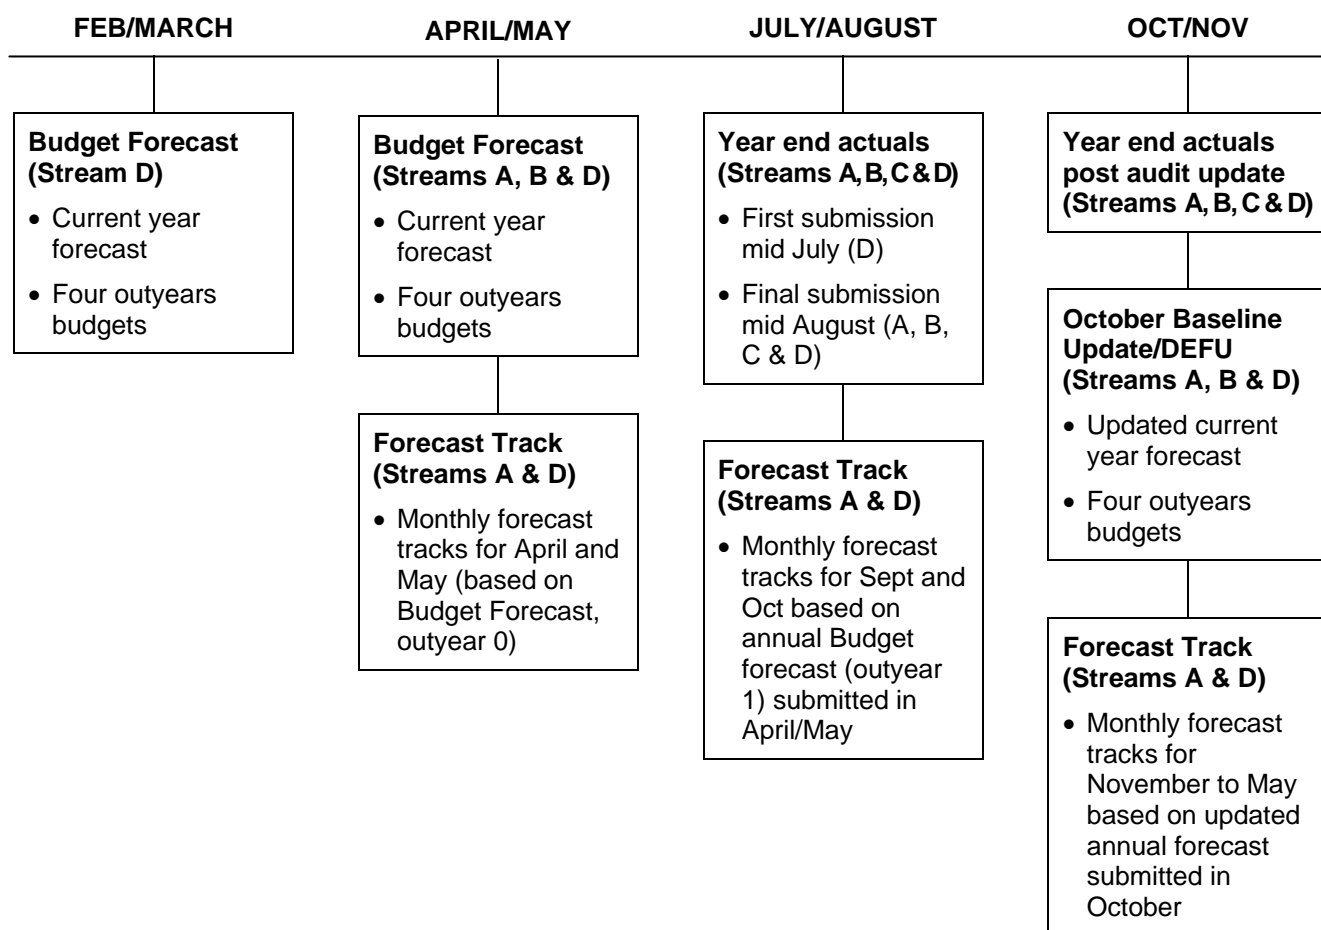 FEB/MARCH
APRIL/MAY
JULY/AUGUST
OCT/NOV
Budget Forecast
(Stream D)
• Current year
forecast
• Four outyears
budgets
Budget Forecast
(Streams A, B & D)
• Current year
forecast
• Four outyears
budgets
Forecast Track
(Streams A & D)
• Monthly forecast
tracks for April and
May (based on
Budget Forecast,
outyear 0)
Year end actuals
(Streams A, B, C & D)
• First submission
mid July (D)
• Final submission
mid August (A, B,
C & D)
Forecast Track
(Streams A & D)
• Monthly forecast
tracks for Sept and
Oct based on
annual Budget
forecast (outyear
1) submitted in
April/May
Year end actuals
post audit update
(Streams A, B, C & D)
October Baseline
Update/DEFU
(Streams A, B & D)
• Updated current
year forecast
• Four outyears
budgets
Forecast Track
(Streams A & D)
• Monthly forecast
tracks for
November to May
based on updated
annual forecast
submitted in
October